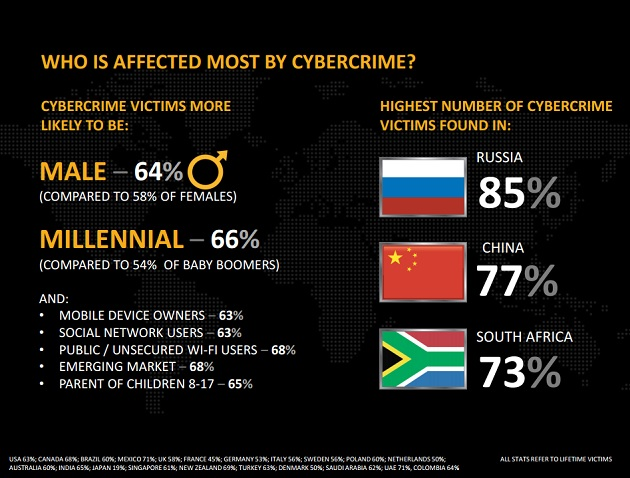 WHO IS AFFECTED MOST BY CYBERCRIME?
CYBERCRIME VICTIMS MORE
LIKELY TO BE:
MALE – 64%
(COMPARED TO 58% OF FEMALES)
MILLENNIAL – 66%
(COMPARED TO 54% OF BABY BOOMERS)
AND:
• MOBILE DEVICE OWNERS – 63%
• SOCIAL NETWORK USERS – 63%
• PUBLIC / UNSECURED WI-FI USERS – 68%
• EMERGING MARKET – 68%
• PARENT OF CHILDREN 8-17 – 65%
HIGHEST NUMBER OF CYBERCRIME
VICTIMS FOUND IN:
RUSSIA
85%
CHINA
77%
SOUTH AFRICA
73%
USA 63%; CANADA 68%; BRAZIL 60%; MEXICO 71%; UK 58%; FRANCE 45%; GERMANY 53%; ITALY 56%; SWEDEN 56%; POLAND 60%; NETHERLANDS 50%;
AUSTRALIA 60%; INDIA 65%; JAPAN 19%; SINGAPORE 61%; NEW ZEALAND 69%; TURKEY 63%; DENMARK 50%; SAUDI ARABIA 62%; UAE 71%, COLOMBIA 64%
ALL STATS REFER TO LIFETIME VICTIMS